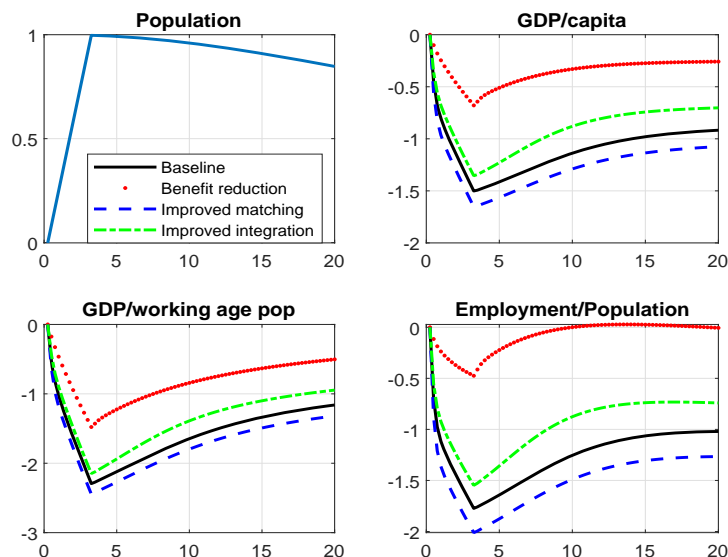 Population
1
0.5
0
0 5 10 15 20
Baseline
Benefit reduction
Improved matching
Improved integration
GDP/capita
0
-0.5
-1
-1.5
-2
0 5 10 15 20
GDP/working age pop
0
-1
-2
-3
0 5 10 15 20
Employment/Population
0
-0.5
-1
-1.5
-2
0 5 10 15 20